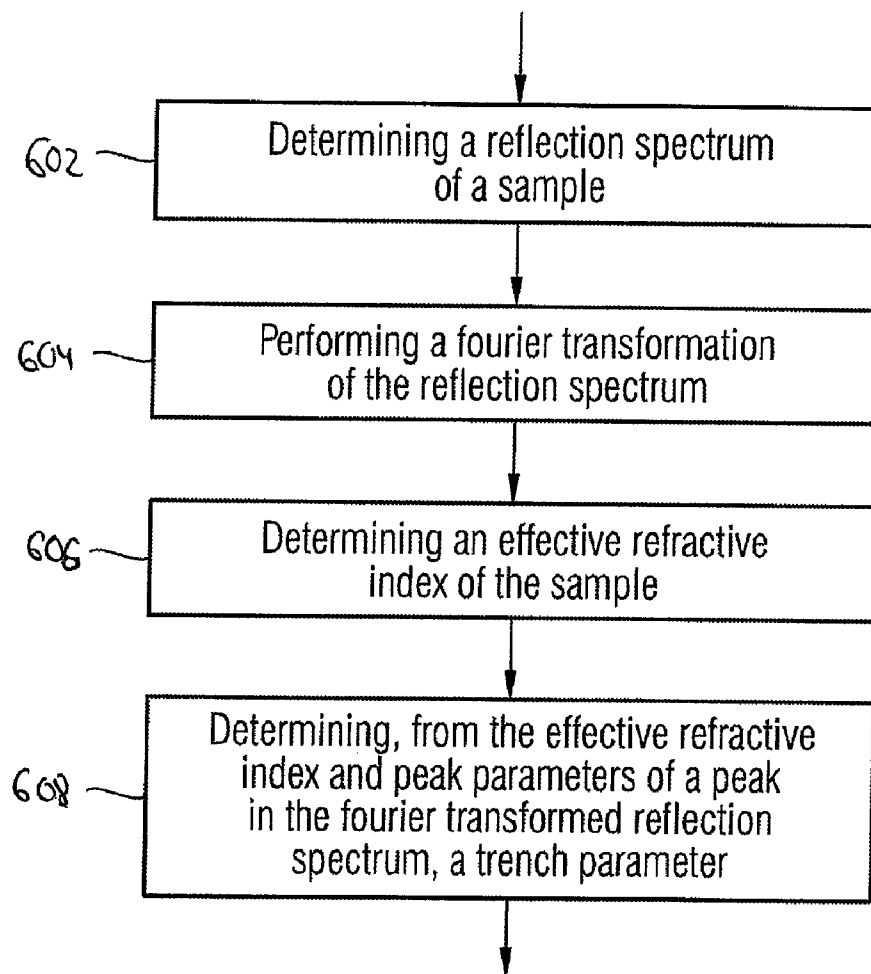 602
Determining a reflection spectrum
of a sample
604
Performing a fourier transformation
of the reflection spectrum
606
Determining an effective refractive
index of the sample
608
Determining, from the effective refractive
index and peak parameters of a peak
in the fourier transformed reflection
spectrum, a trench parameter